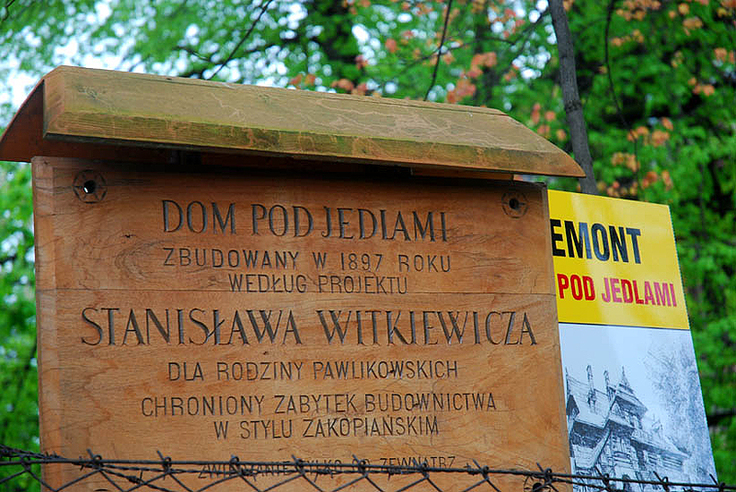 DOM POD JEDLAMI
ZBUDOWANY W 1897 ROKU
WEDŁUG PROJEKTU
STANISŁAWA WITKIEWICZA
DLA RODZINY PAWLIKOWSKICH
CHRONIONY ZABYTEK BUDOWNICTWA
W STYLU ZAKOPIAŃSKIM
ZEWNĄTRZ
EMONT
POD JEDLAMI